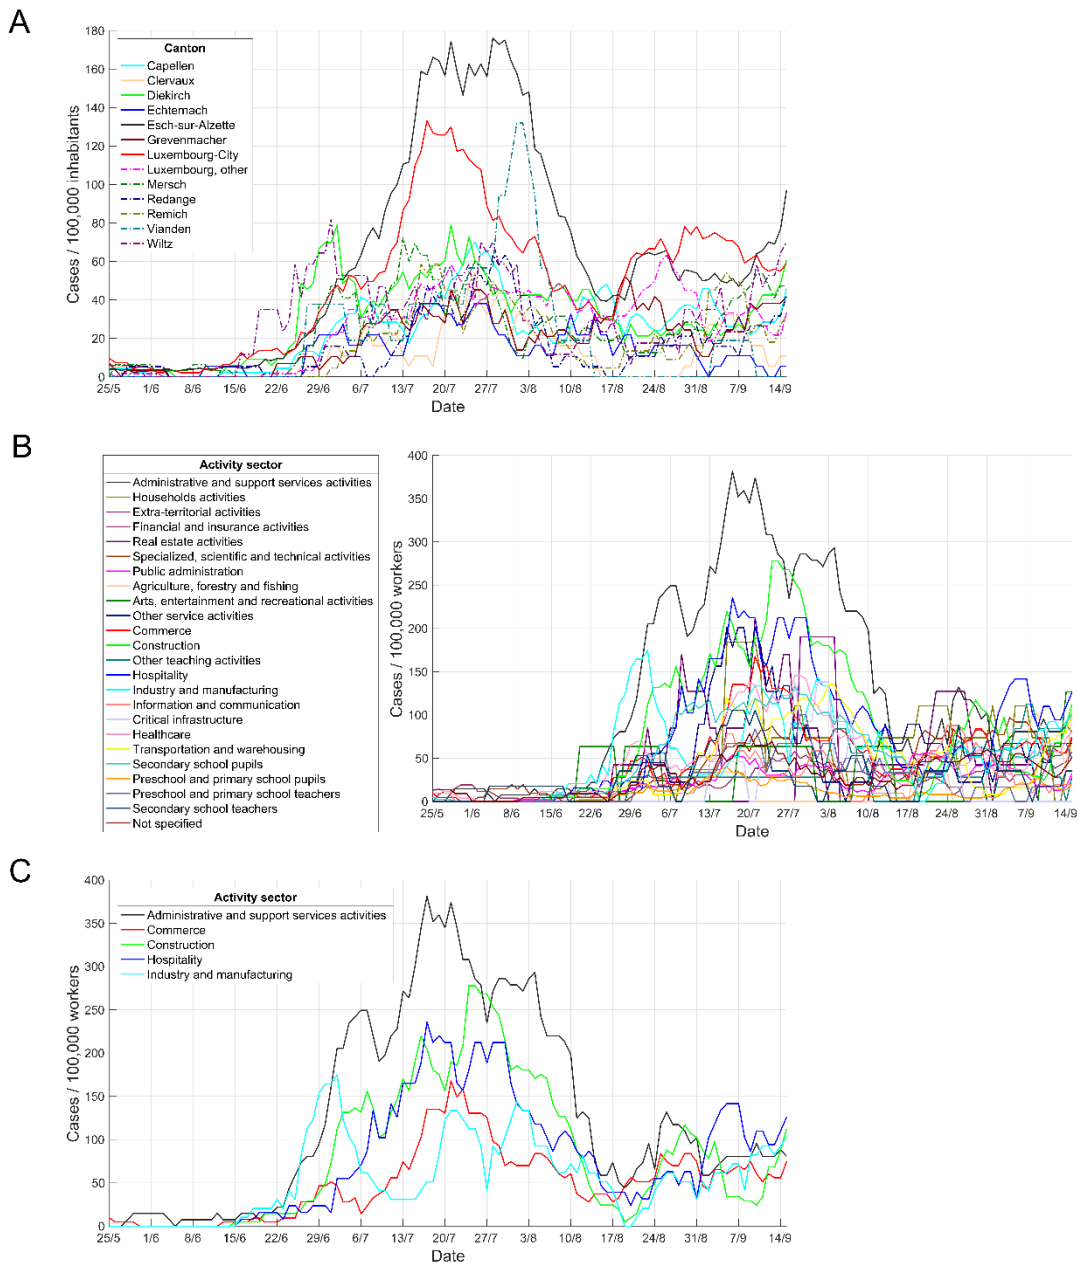 A
180
160
140
120
100
80
60
40
20
0
Cases / 100,000 inhabitants
Canton
Capellen
Clervaux
Diekirch
Echternach
Esch-sur-Alzette
Grevenmacher
Luxembourg-City
Luxembourg, other
Mersch
Redange
Remich
Vianden
Wiltz
25/5 1/6 8/6 15/6 22/6 29/6 6/7 13/7 20/7 27/7 3/8 10/8 17/8 24/8 31/8 7/9 14/9
Date
B
Activity sector
Administrative and support services activities
Households activities
Extra-territorial activities
Financial and insurance activities
Real estate activities
Specialized, scientific and technical activities
Public administration
Agriculture, forestry and fishing
Arts, entertainment and recreational activities
Other service activities
Commerce
Construction
Other teaching activities
Hospitality
Industry and manufacturing
Information and communication
Critical infrastructure
Healthcare
Transportation and warehousing
Secondary school pupils
Preschool and primary school pupils
Preschool and primary school teachers
Secondary school teachers
Not specified
400
350
300
250
200
150
100
50
0
Cases / 100,000 workers
25/5 1/6 8/6 15/6 22/6 29/6 6/7 13/7 20/7 27/7 3/8 10/8 17/8 24/8 31/8 7/9 14/9
Date
C
400
350
300
250
200
150
100
50
0
Cases / 100,000 workers
Activity sector
Administrative and support services activities
Commerce
Construction
Hospitality
Industry and manufacturing
25/5 1/6 8/6 15/6 22/6 29/6 6/7 13/7 20/7 27/7 3/8 10/8 17/8 24/8 31/8 7/9 14/9
Date